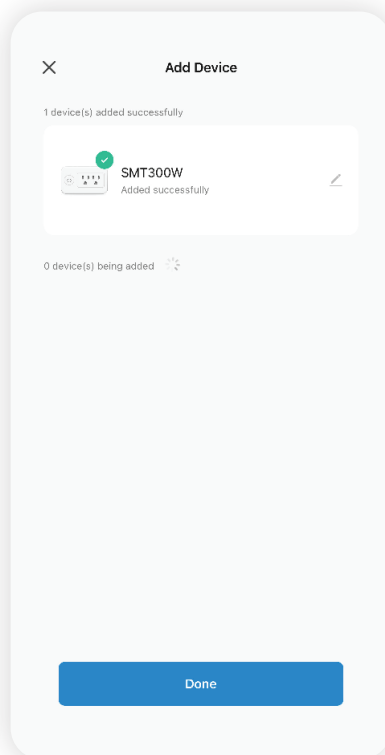 Add Device
1 device(s) added successfully
SMT300W
Added successfully
0 device(s) being added
Done